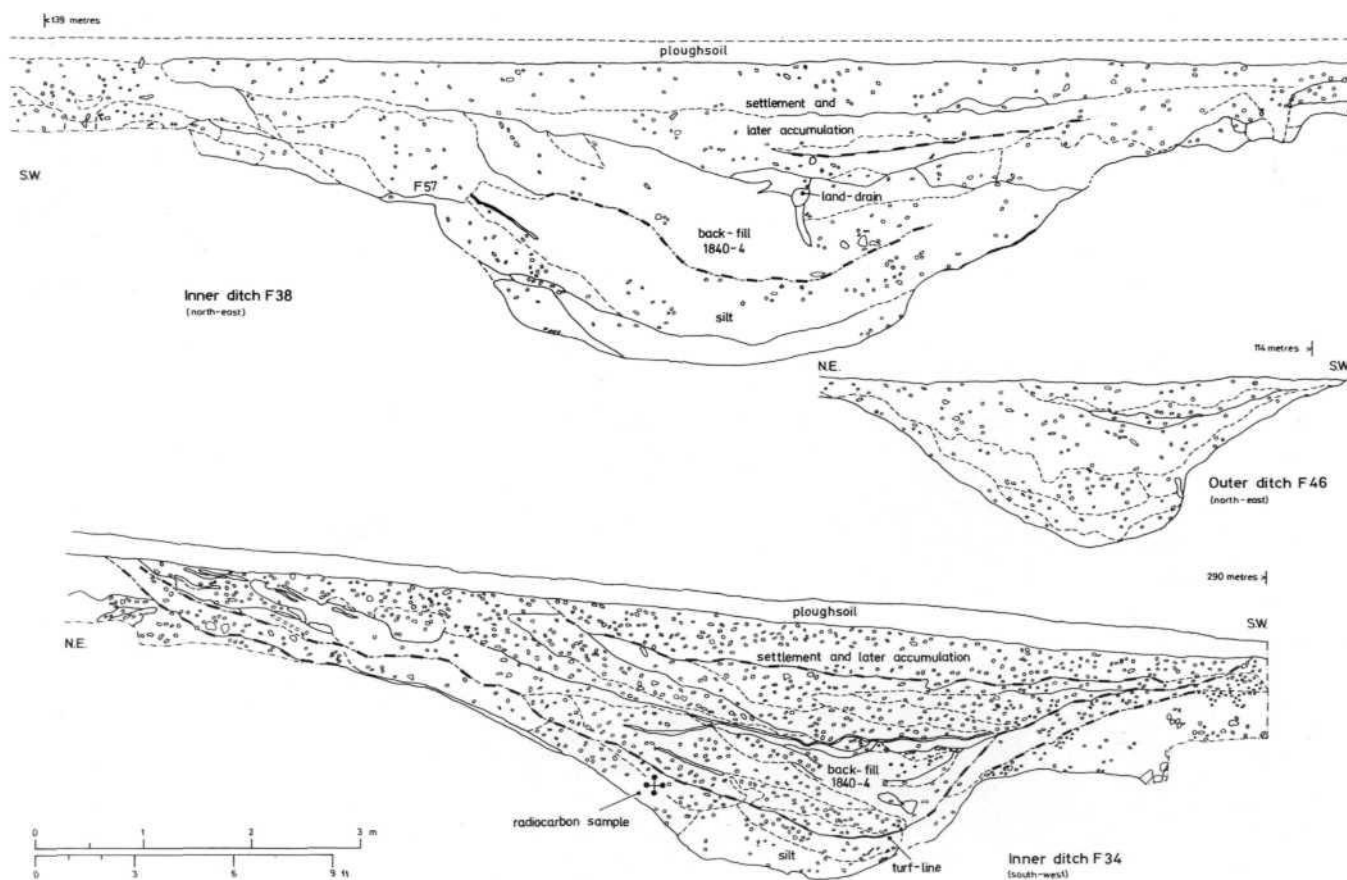 139 metres
ploughsoil
settlement and
later accumulation
S.W.
F57
land-drain
back-fill
1840-4
Inner ditch F38
(north-east)
silt
114 metres
N.E.
S.W.
Outer ditch F46
(north-east)
290 metres
ploughsoil
N.E.
S.W.
settlement and later accumulation
back-fill
1840-4
radiocarbon sample
silt
turf-line
Inner ditch F34
(south-west)
0 1 2 3 m
0 3 6 9 ft